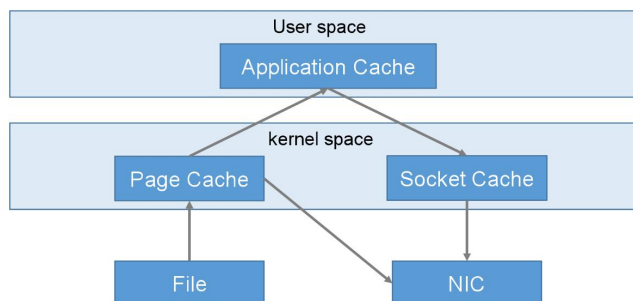 User space
Application Cache
kernel space
Page Cache
Socket Cache
File
NIC